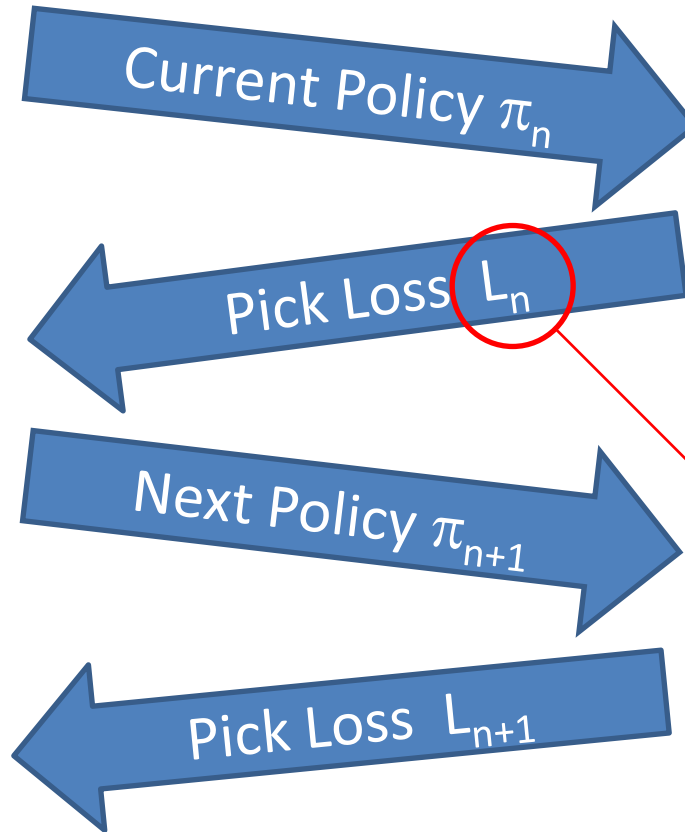 Current Policy πₙ
Pick Loss Lₙ
Next Policy πₙ₊₁
Pick Loss Lₙ₊₁